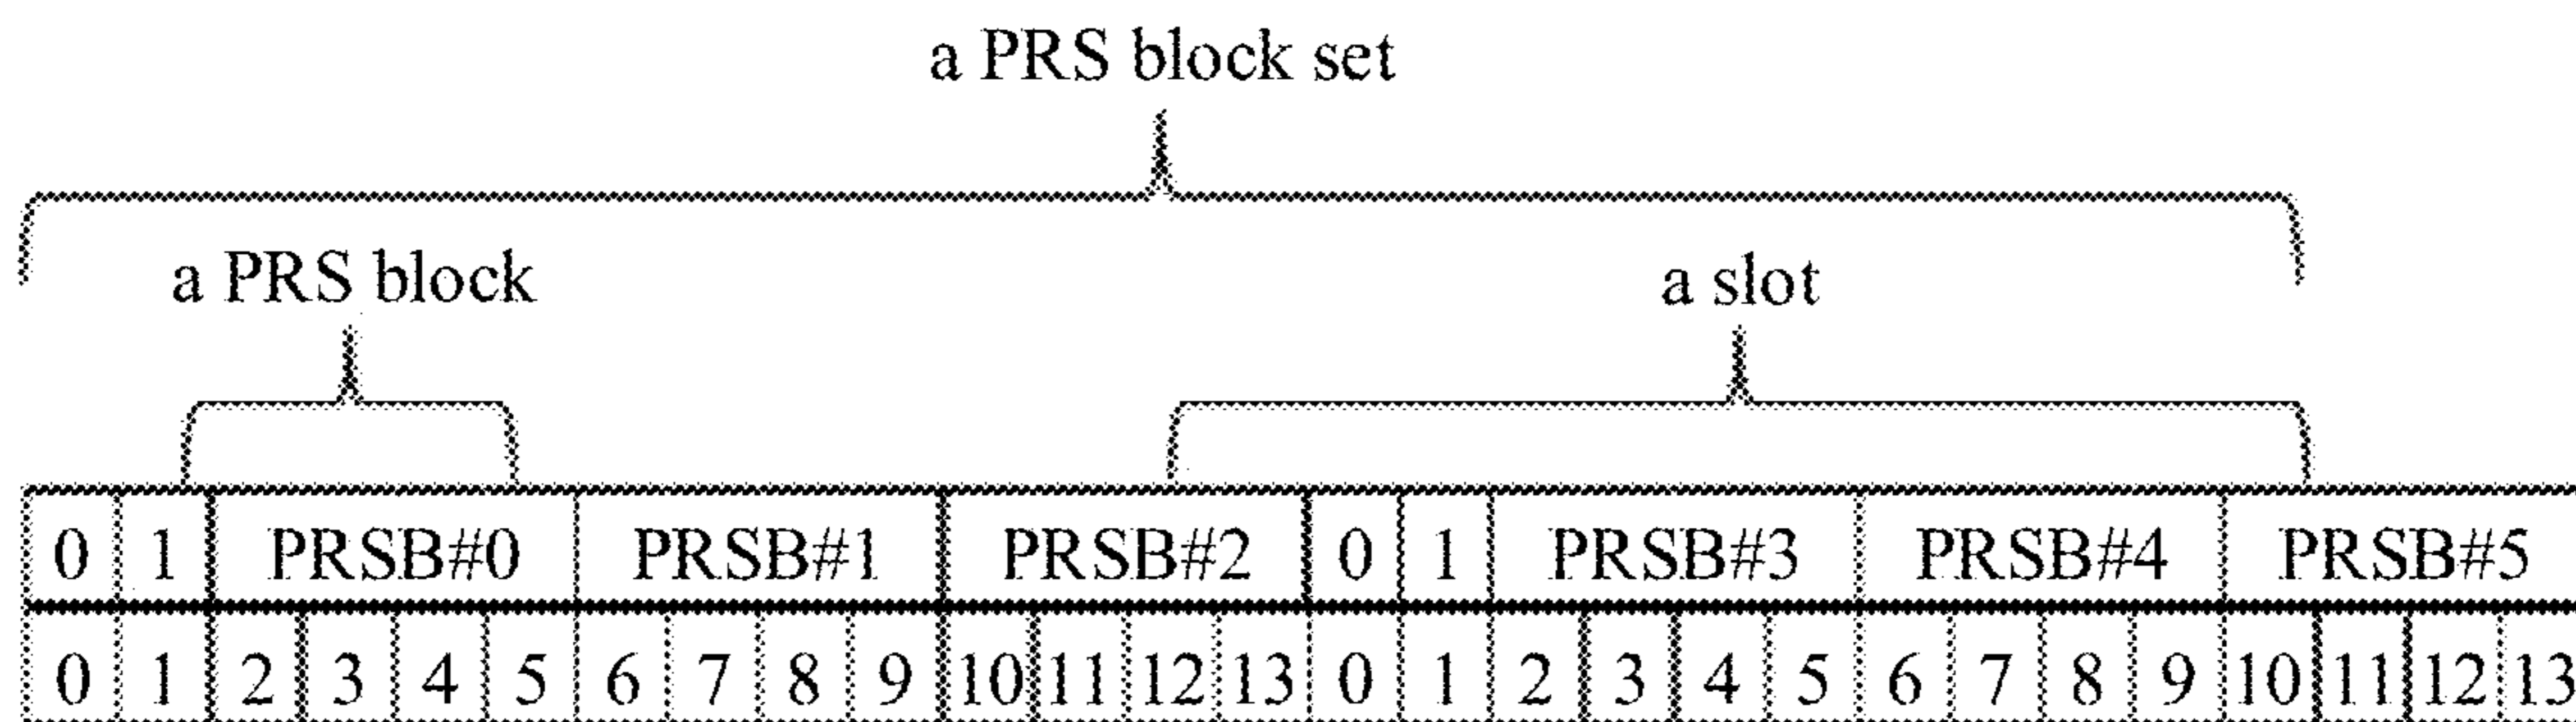 a PRS block set
a PRS block a slot
0 1 PRSB#0 PRSB#1 PRSB#2 0 1 PRSB#3 PRSB#4 PRSB#5
0 1 2 3 4 5 6 7 8 9 10 11 12 13 0 1 2 3 4 5 6 7 8 9 10 11 12 13